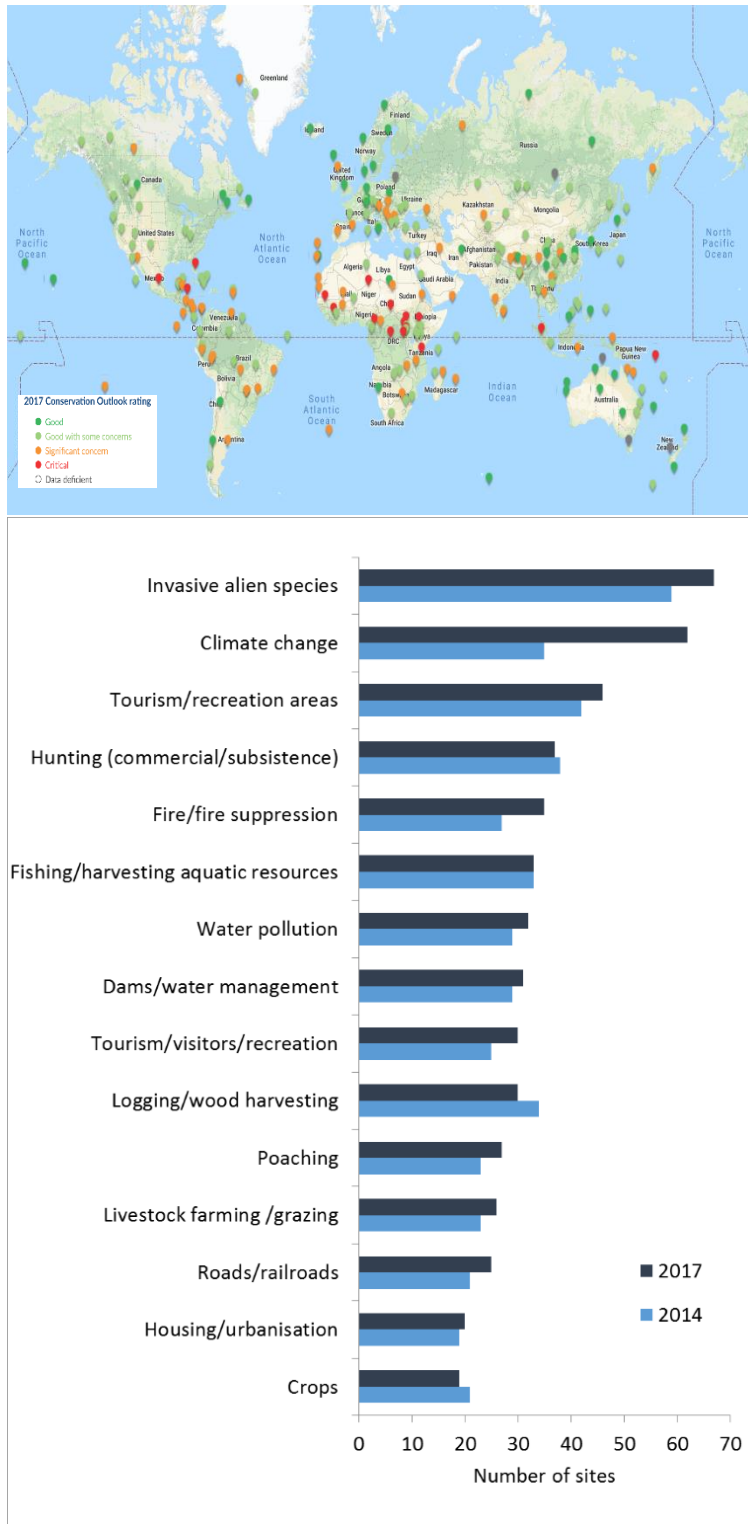 Greenland
Iceland
Finland
Sweden
Norway
Russia
United
Kingdom
Poland
Ukraine
France
Spain
Italy
Turkey
Kazakhstan
Mongolia
Canada
United States
Mexico
North
Pacific
Ocean
North
Atlantic
Ocean
Algeria
Libya
Egypt
Iraq
Iran
Afghanistan
Pakistan
India
China
South Korea
Japan
North
Pacific
Ocean
Saudi Arabia
Mali
Niger
Sudan
Chad
Nigeria
Ethiopia
Kenya
DRC
Tanzania
Angola
Namibia
Botswana
Madagascar
South Africa
Venezuela
Colombia
Peru
Brazil
Bolivia
Chile
Argentina
South
Atlantic
Ocean
Indian
Ocean
Thailand
Indonesia
Papua New
Guinea
Australia
New
Zealand
2017 Conservation Outlook rating
Good
Good with some concerns
Significant concern
Critical
Data deficient
Invasive alien species
Climate change
Tourism/recreation areas
Hunting (commercial/subsistence)
Fire/fire suppression
Fishing/harvesting aquatic resources
Water pollution
Dams/water management
Tourism/visitors/recreation
Logging/wood harvesting
Poaching
Livestock farming /grazing
Roads/railroads
Housing/urbanisation
Crops
2017
2014
0 10 20 30 40 50 60 70
Number of sites